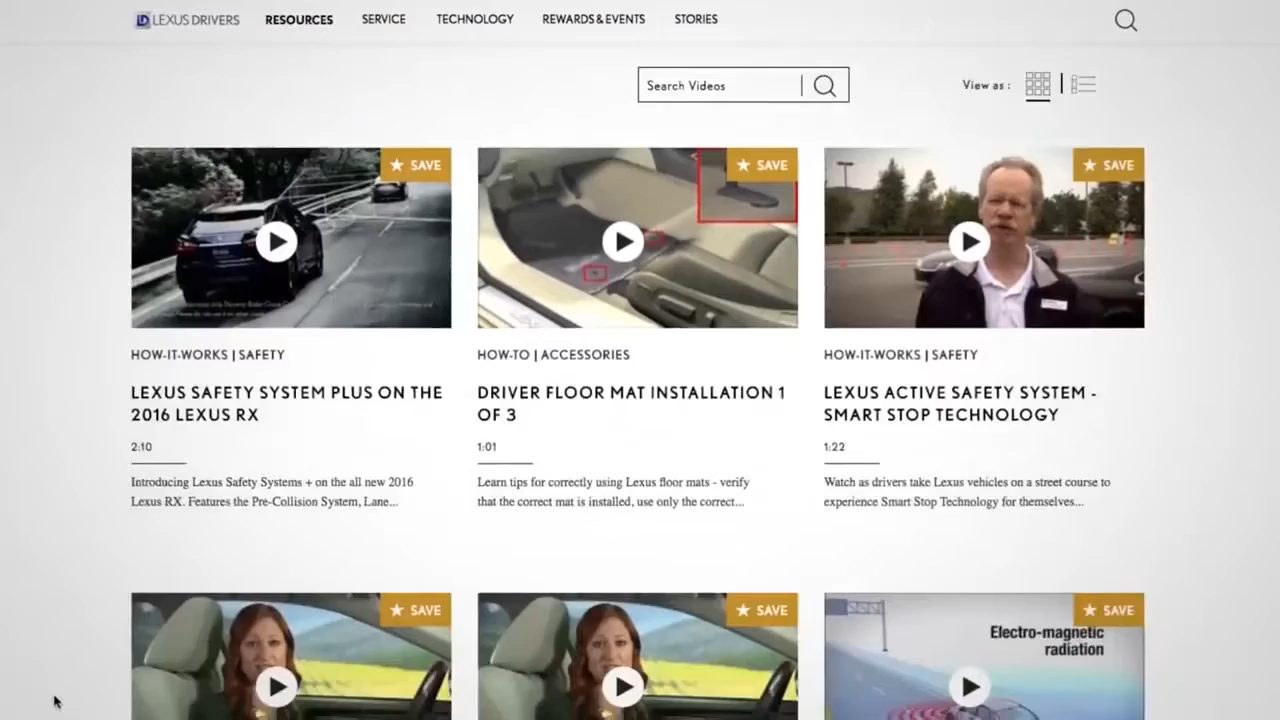 LEXUS DRIVERS RESOURCES SERVICE TECHNOLOGY REWARDS & EVENTS STORIES
Search Videos
View as :
SAVE
SAVE
SAVE
HOW-IT-WORKS | SAFETY
LEXUS SAFETY SYSTEM PLUS ON THE
2016 LEXUS RX
2:10
Introducing Lexus Safety Systems + on the all new 2016
Lexus RX. Features the Pre-Collision System, Lane...
HOW-TO | ACCESSORIES
DRIVER FLOOR MAT INSTALLATION 1
OF 3
1:01
Learn tips for correctly using Lexus floor mats - verify
that the correct mat is installed, use only the correct...
HOW-IT-WORKS | SAFETY
LEXUS ACTIVE SAFETY SYSTEM -
SMART STOP TECHNOLOGY
1:22
Watch as drivers take Lexus vehicles on a street course to
experience Smart Stop Technology for themselves...
SAVE
SAVE
SAVE
Electro-magnetic
radiation